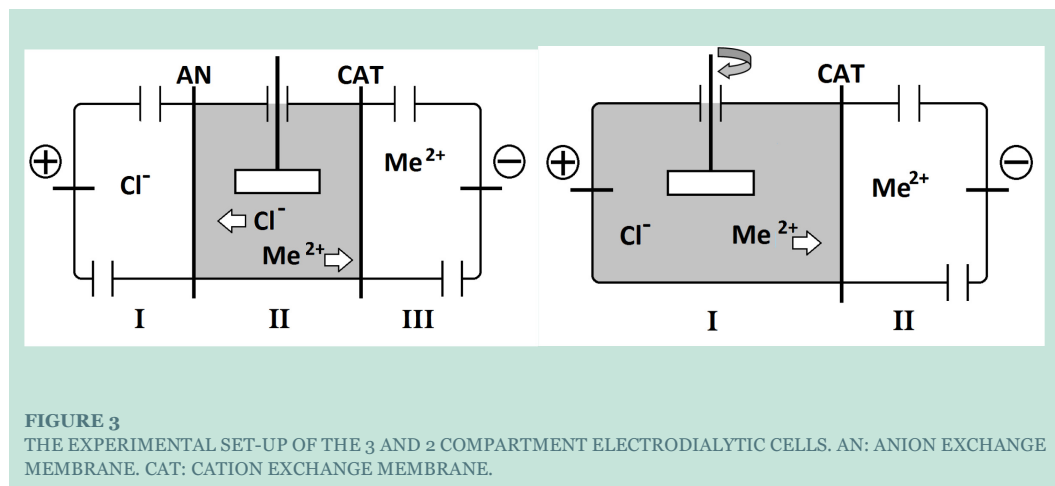 AN CAT
Cl⁻ Me²⁺
Cl⁻
Me²⁺
I II III
CAT
Cl⁻ Me²⁺ Me²⁺
I II
FIGURE 3
THE EXPERIMENTAL SET-UP OF THE 3 AND 2 COMPARTMENT ELECTRODIALYTIC CELLS. AN: ANION EXCHANGE
MEMBRANE. CAT: CATION EXCHANGE MEMBRANE.